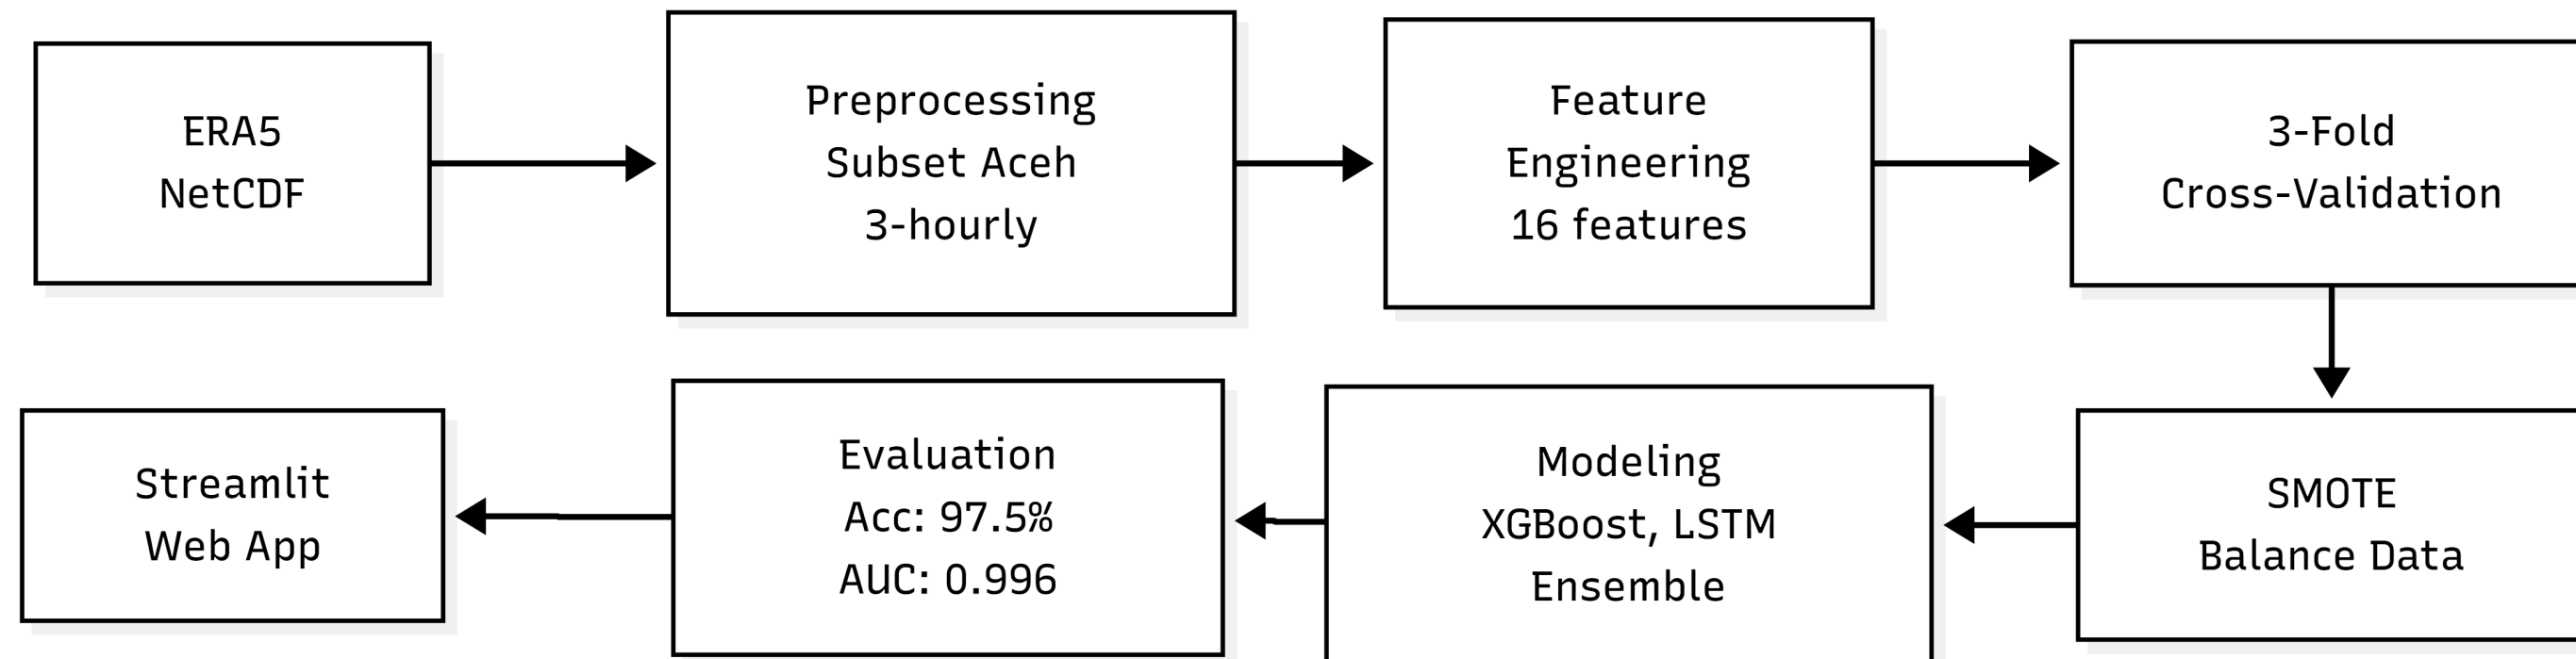 ERA5
NetCDF
Preprocessing
Subset Aceh
3-hourly
Feature
Engineering
16 features
3-Fold
Cross-Validation
SMOTE
Balance Data
Modeling
XGBoost, LSTM
Ensemble
Evaluation
Acc: 97.5%
AUC: 0.996
Streamlit
Web App